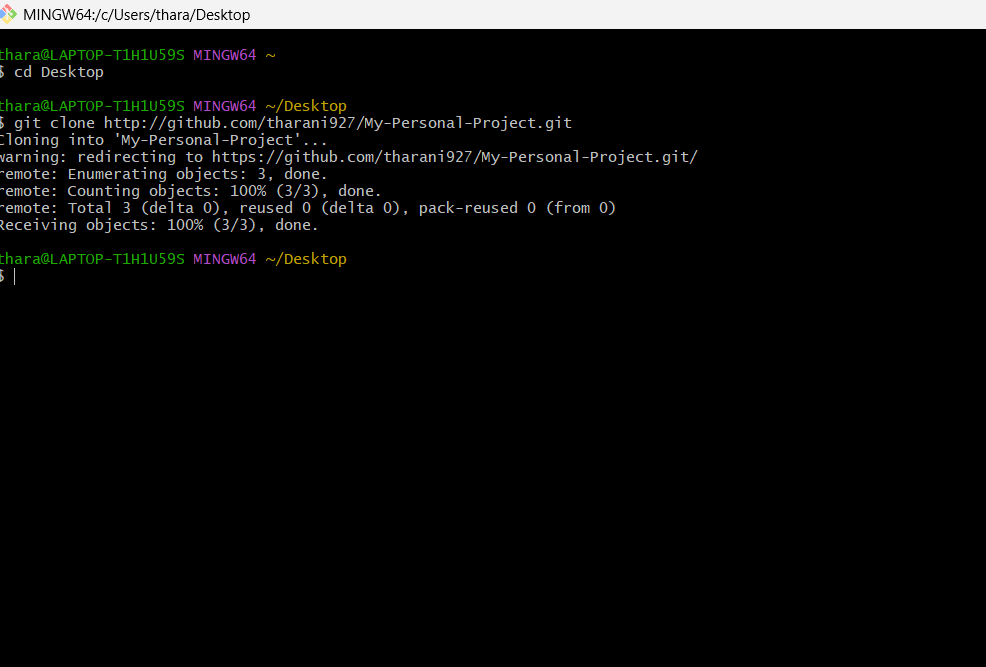 MINGW64:/c/Users/thara/Desktop
thara@LAPTOP-T1H1U59S MINGW64 ~
$ cd Desktop
thara@LAPTOP-T1H1U59S MINGW64 ~/Desktop
$ git clone http://github.com/tharani927/My-Personal-Project.git
Cloning into 'My-Personal-Project'...
warning: redirecting to https://github.com/tharani927/My-Personal-Project.git/
remote: Enumerating objects: 3, done.
remote: Counting objects: 100% (3/3), done.
remote: Total 3 (delta 0), reused 0 (delta 0), pack-reused 0 (from 0)
Receiving objects: 100% (3/3), done.
thara@LAPTOP-T1H1U59S MINGW64 ~/Desktop
$